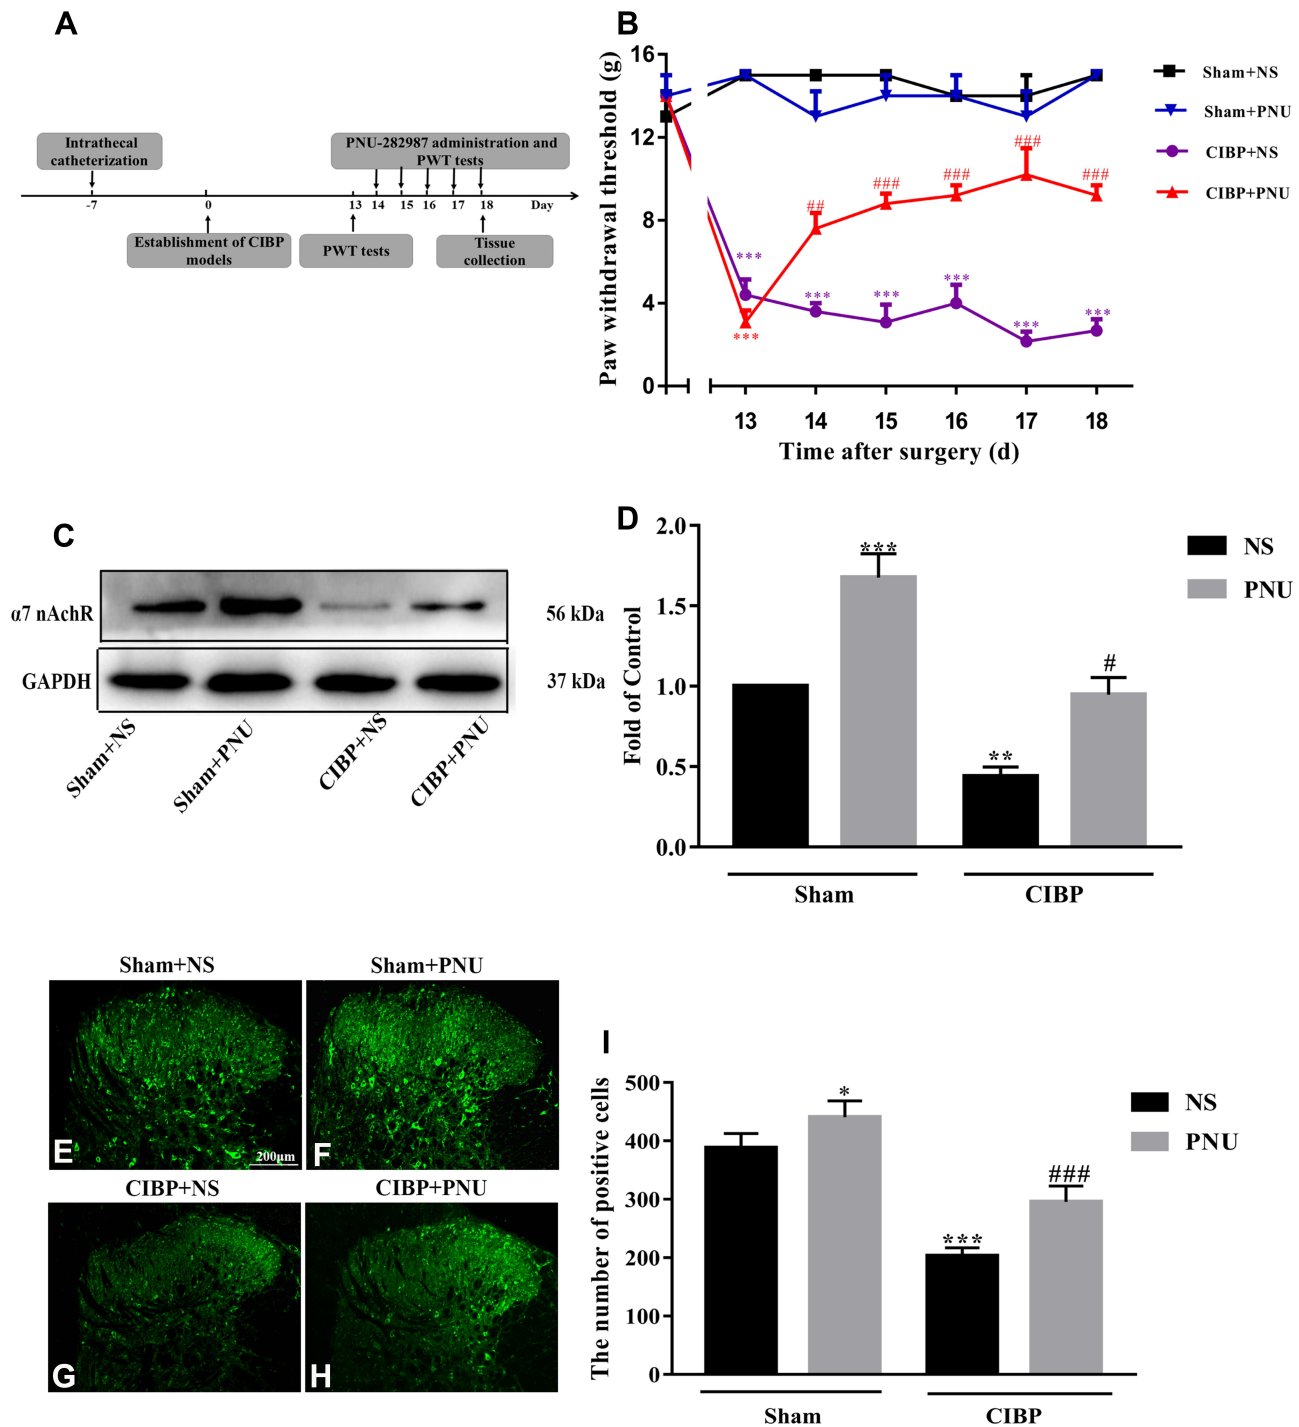 A
Intrathecal
catheterization
PNU-282987 administration and
PWT tests
-7
0
13
14
15
16
17
18
Day
Establishment of CIBP
models
PWT tests
Tissue
collection
B
Paw withdrawal threshold (g)
16
12
8
4
0
***
***
##
***
###
***
###
***
###
***
###
***
13
14
15
16
17
18
Time after surgery (d)
Sham+NS
Sham+PNU
CIBP+NS
CIBP+PNU
C
α7 nAchR
56 kDa
GAPDH
37 kDa
Sham+NS
Sham+PNU
CIBP+NS
CIBP+PNU
D
Fold of Control
2.0
1.5
1.0
0.5
0.0
***
**
#
Sham
CIBP
NS
PNU
Sham+NS
Sham+PNU
E
200μm
F
CIBP+NS
CIBP+PNU
G
H
I
The number of positive cells
500
400
300
200
100
0
*
***
###
Sham
CIBP
NS
PNU